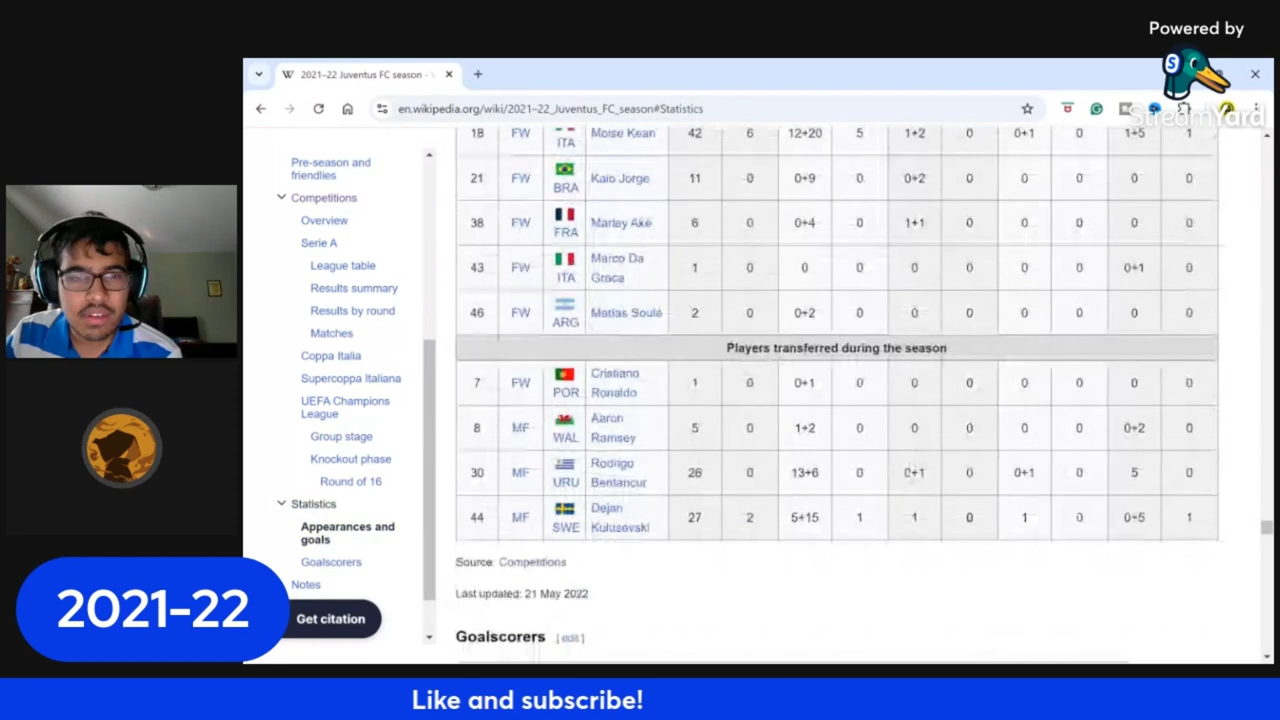 Powered by
StreamYard
2021–22 Juventus FC season -
en.wikipedia.org/wiki/2021–22_Juventus_FC_season#Statistics
Pre-season and
friendlies
Competitions
Overview
Serie A
League table
Results summary
Results by round
Matches
Coppa Italia
Supercoppa Italiana
UEFA Champions
League
Group stage
Knockout phase
Round of 16
Statistics
Appearances and
goals
Goalscorers
Notes
Get citation
18 FW ITA Moise Kean 42 6 12+20 5 1+2 0 0+1 0 1+5 1
21 FW BRA Kaio Jorge 11 0 0+9 0 0+2 0 0 0 0 0
38 FW FRA Marley Aké 6 0 0+4 0 1+1 0 0 0 0 0
43 FW ITA Marco Da Graca 1 0 0 0 0 0 0 0 0+1 0
46 FW ARG Matías Soulé 2 0 0+2 0 0 0 0 0 0 0
Players transferred during the season
7 FW POR Cristiano Ronaldo 1 0 0+1 0 0 0 0 0 0 0
8 MF WAL Aaron Ramsey 5 0 1+2 0 0 0 0 0 0+2 0
30 MF URU Rodrigo Bentancur 26 0 13+6 0 0+1 0 0+1 0 5 0
44 MF SWE Dejan Kulusevski 27 2 5+15 1 1 0 1 0 0+5 1
Source: Competitions
Last updated: 21 May 2022
Goalscorers [ edit ]
2021-22
Like and subscribe!